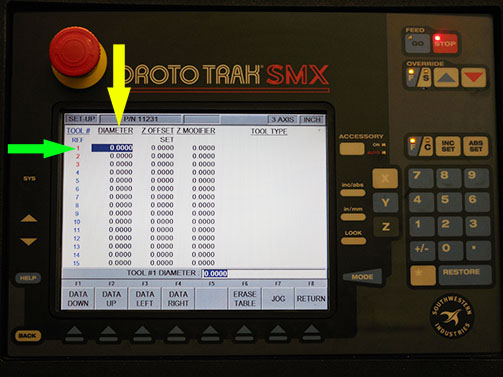 PROTO TRAK SMX
FEED
GO
STOP
OVERRIDE
F
S
SET-UP P/N 11231 3 AXIS INCH
TOOL # DIAMETER Z OFFSET Z MODIFIER TOOL TYPE
REF SET
1 0.0000 0.0000 0.0000
2 0.0000 0.0000 0.0000
3 0.0000 0.0000 0.0000
4 0.0000 0.0000 0.0000
5 0.0000 0.0000 0.0000
6 0.0000 0.0000 0.0000
7 0.0000 0.0000 0.0000
8 0.0000 0.0000 0.0000
9 0.0000 0.0000 0.0000
10 0.0000 0.0000 0.0000
11 0.0000 0.0000 0.0000
12 0.0000 0.0000 0.0000
13 0.0000 0.0000 0.0000
14 0.0000 0.0000 0.0000
15 0.0000 0.0000 0.0000
TOOL #1 DIAMETER 0.0000
F1 F2 F3 F4 F5 F6 F7 F8
DATA DOWN
DATA UP
DATA LEFT
DATA RIGHT
ERASE TABLE
JOG
RETURN
SYS
HELP
BACK
ACCESSORY
ON
AUTO
F
C
INC SET
ABS SET
inc/abs
in/mm
LOOK
MODE
X
Y
Z
7 8 9
4 5 6
1 2 3
+/- 0 .
*
RESTORE
SOUTHWESTERN
INDUSTRIES